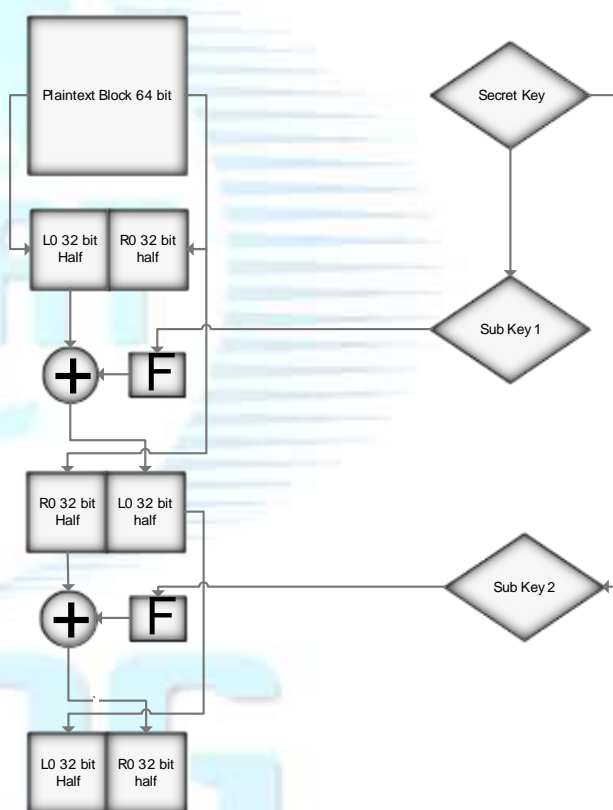 Plaintext Block 64 bit
Secret Key
L0 32 bit
Half
R0 32 bit
half
Sub Key 1
+
F
R0 32 bit
Half
L0 32 bit
half
Sub Key 2
+
F
L0 32 bit
Half
R0 32 bit
half